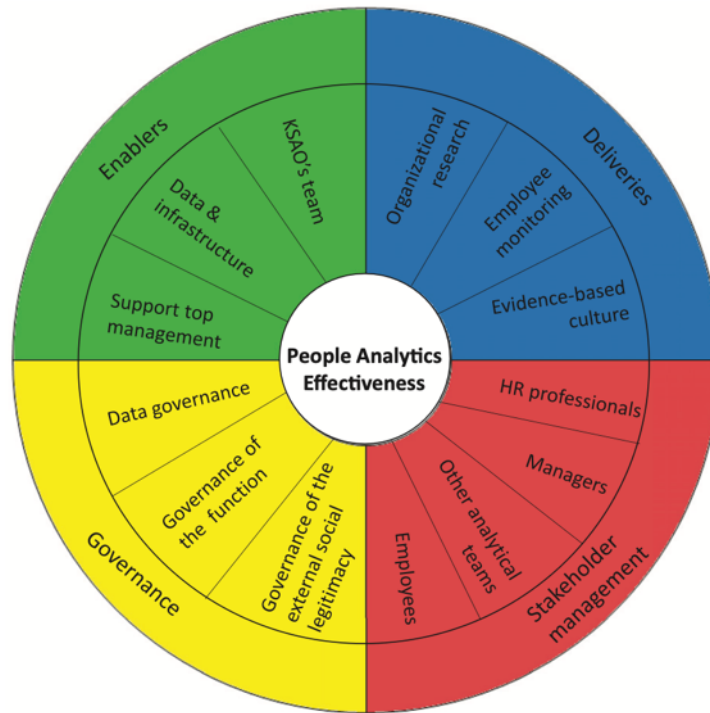 Enablers
KSAO's team
Data &
infrastructure
Support top
management
Deliveries
Organizational
research
Employee
monitoring
Evidence-based
culture
People Analytics
Effectiveness
Data governance
Governance of
the function
Governance of the
external social
legitimacy
Governance
HR professionals
Managers
Other analytical
teams
Employees
Stakeholder
management